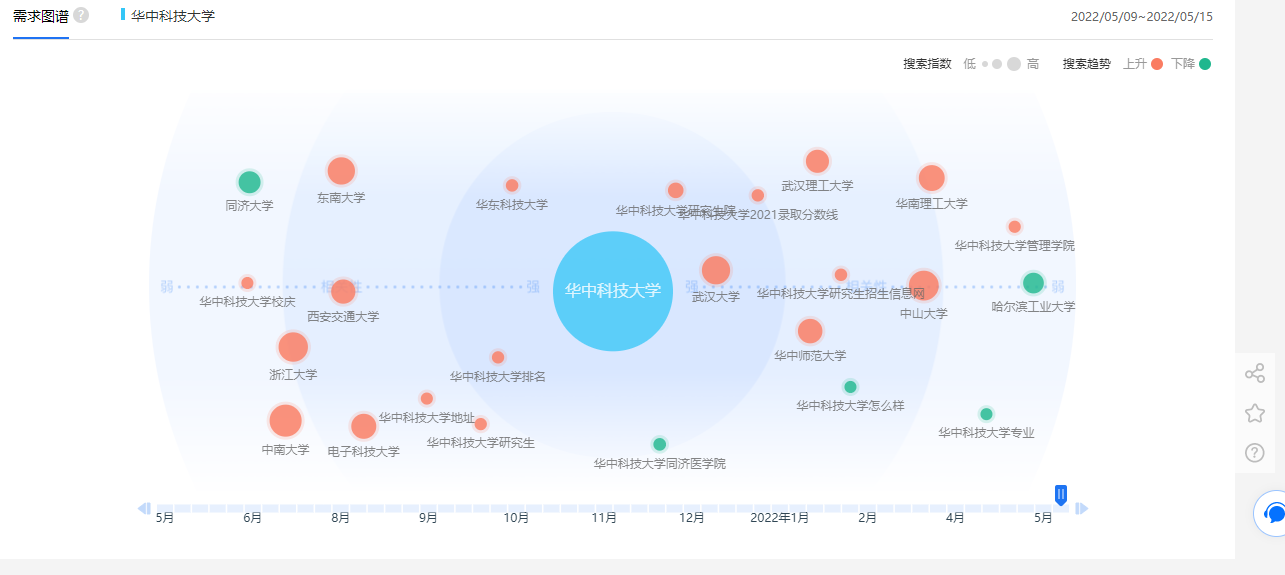 需求图谱
华中科技大学
2022/05/09~2022/05/15
搜索指数 低 高 搜索趋势 上升 下降
同济大学
东南大学
华东科技大学
华中科技大学研究生院
华中科技大学2021录取分数线
武汉理工大学
华南理工大学
华中科技大学管理学院
弱 相关性 强
华中科技大学
强 相关性 弱
华中科技大学校庆
西安交通大学
武汉大学
华中科技大学研究生招生信息网
中山大学
哈尔滨工业大学
浙江大学
华中科技大学排名
华中师范大学
华中科技大学怎么样
华中科技大学地址
中南大学
电子科技大学
华中科技大学研究生
华中科技大学同济医学院
华中科技大学专业
5月 6月 8月 9月 10月 11月 12月 2022年1月 2月 4月 5月